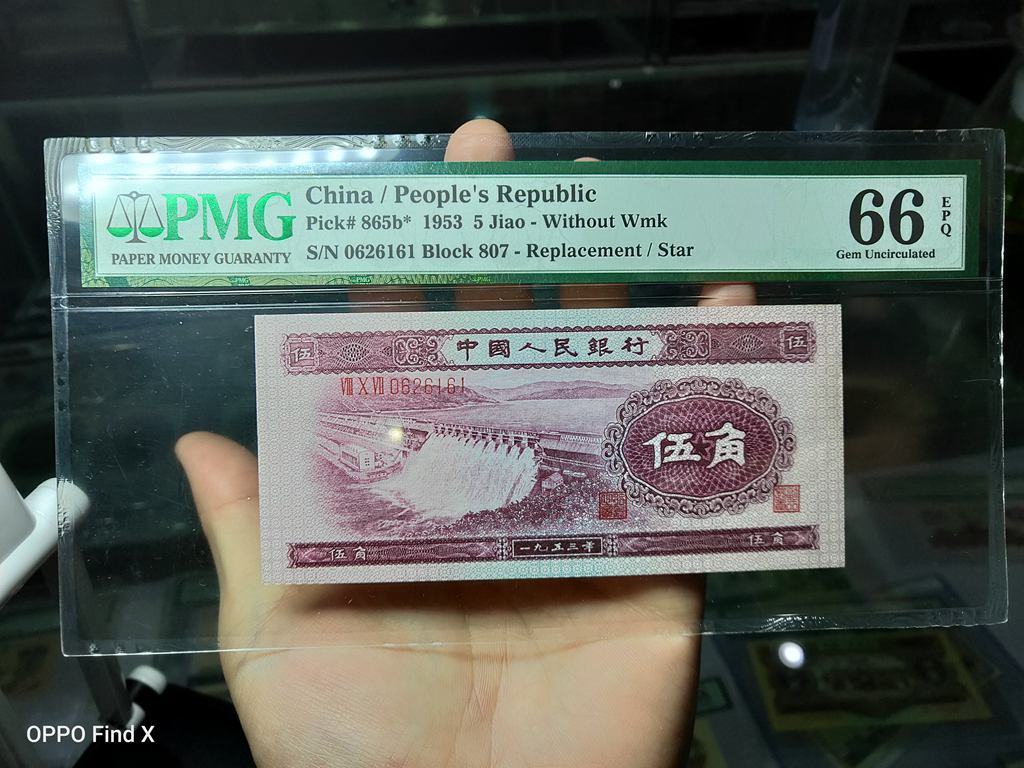 PMG
PAPER MONEY GUARANTY
China / People's Republic
Pick# 865b* 1953 5 Jiao - Without Wmk
S/N 0626161 Block 807 - Replacement / Star
66
EPQ
Gem Uncirculated
伍 中國人民銀行 伍
VIII X VII 0626161
伍角
伍角 一九五三年 伍角
OPPO Find X